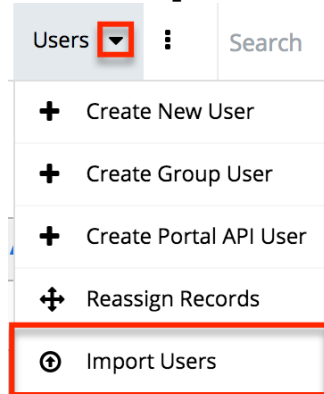 Users Search
Create New User
Create Group User
Create Portal API User
Reassign Records
Import Users